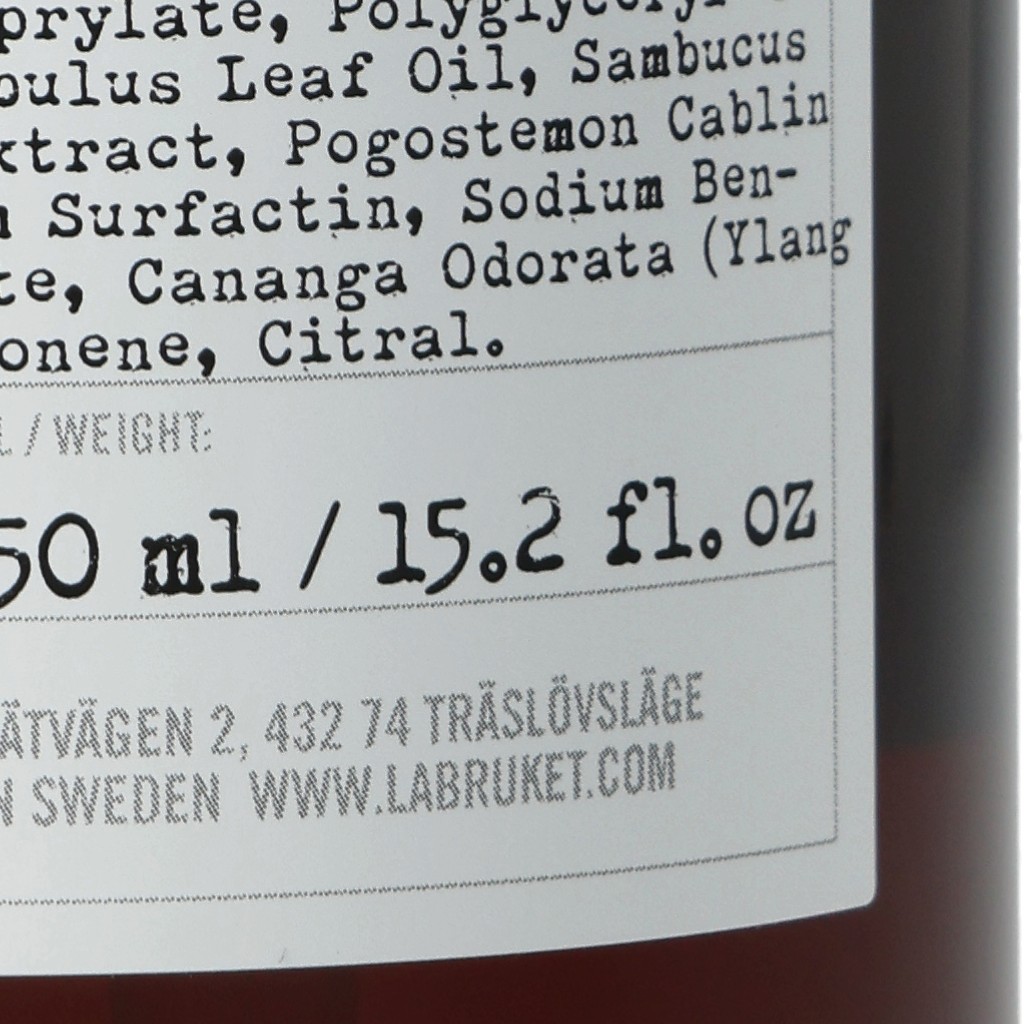 prylate, Polyglyceryl-
pulus Leaf Oil, Sambucus
xtract, Pogostemon Cablin
Surfactin, Sodium Ben-
te, Cananga Odorata (Ylang
onene, Citral.
L / WEIGHT:
50 ml / 15.2 fl. oz
ÄTVÄGEN 2, 432 74 TRÄSLÖVSLÄGE
N SWEDEN WWW.LABRUKET.COM